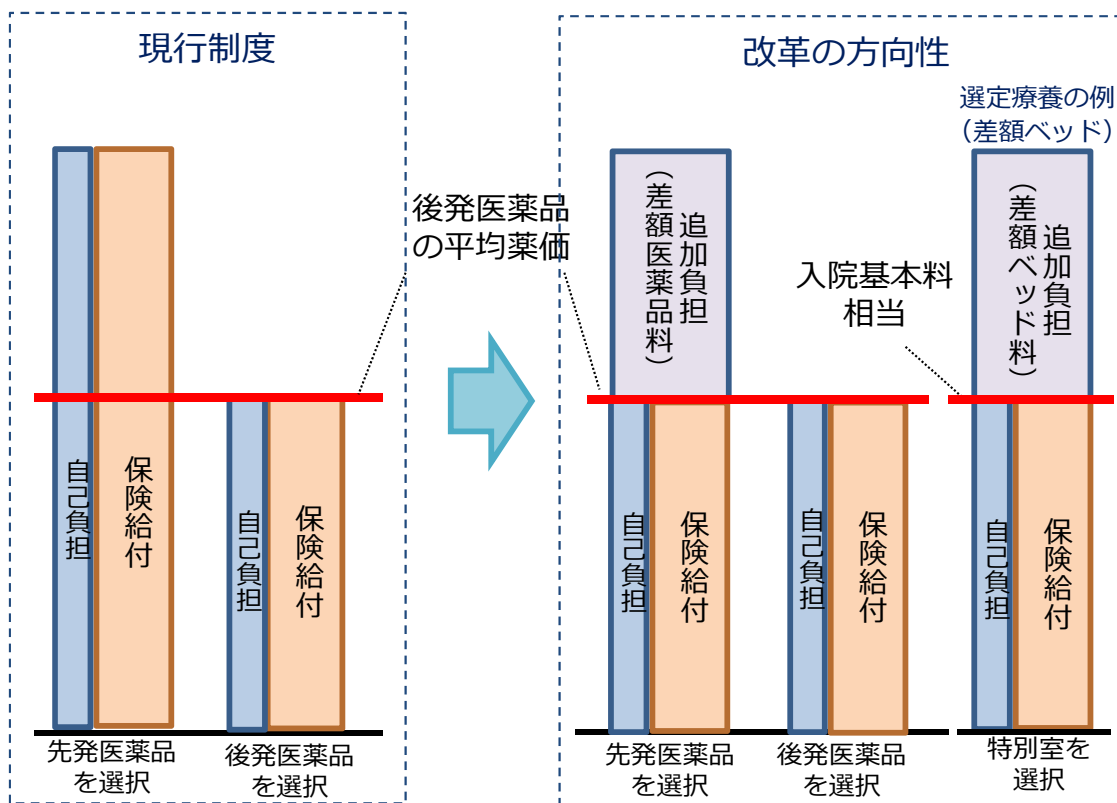 現行制度
自己負担
保険給付
自己負担
保険給付
先発医薬品
を選択
後発医薬品
を選択
後発医薬品
の平均薬価
改革の方向性
選定療養の例
（差額ベッド）
追加負担
（差額医薬品料）
入院基本料
相当
追加負担
（差額ベッド料）
自己負担
保険給付
自己負担
保険給付
自己負担
保険給付
先発医薬品
を選択
後発医薬品
を選択
特別室を
選択